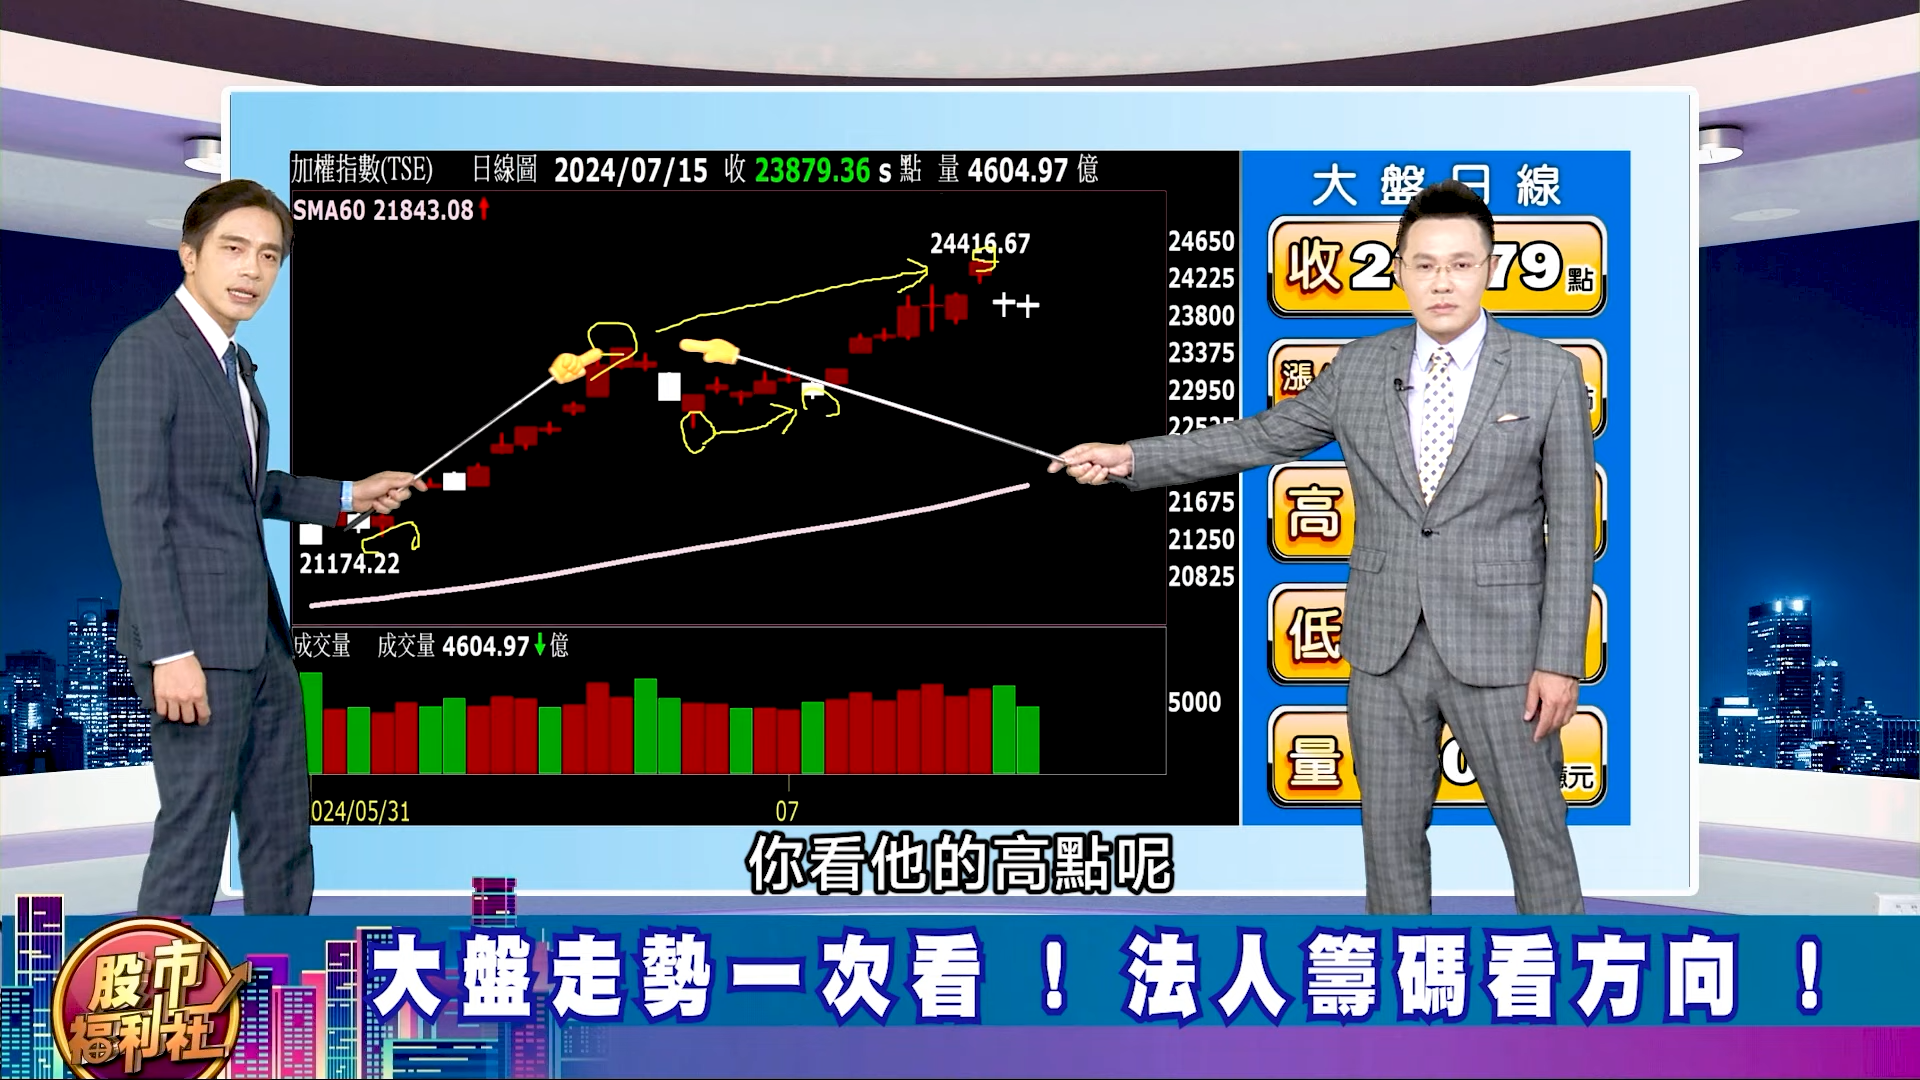 加權指數(TSE) 日線圖 2024/07/15 收 23879.36 s 點 量 4604.97 億
SMA60 21843.08↑
24416.67
21174.22
24650
24225
23800
23375
22950
21675
21250
20825
成交量 成交量 4604.97↓億
5000
024/05/31
07
大盤日線
收 2 79 點
漲
高
低
量 0 元
你看他的高點呢
大盤走勢一次看！法人籌碼看方向！
股市
福利社